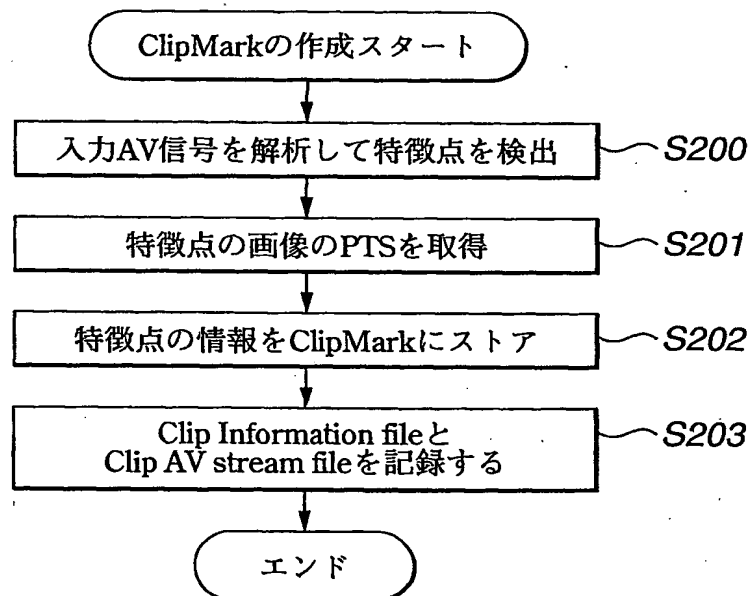 ClipMarkの作成スタート
入力AV信号を解析して特徴点を検出
S200
特徴点の画像のPTSを取得
S201
特徴点の情報をClipMarkにストア
S202
Clip Information fileと
Clip AV stream fileを記録する
S203
エンド